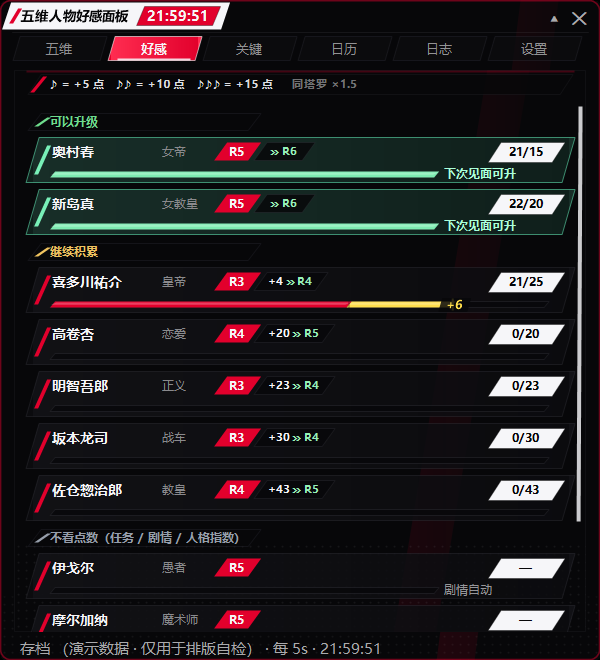 五维人物好感面板 21:59:51
五维 好感 关键 日历 日志 设置
♪ = +5 点 ♪♪ = +10 点 ♪♪♪ = +15 点 同塔罗 ×1.5
可以升级
奥村春 女帝 R5 » R6 21/15
下次见面可升
新岛真 女教皇 R5 » R6 22/20
下次见面可升
继续积累
喜多川祐介 皇帝 R3 +4 » R4 21/25
+6
高卷杏 恋爱 R4 +20 » R5 0/20
明智吾郎 正义 R3 +23 » R4 0/23
坂本龙司 战车 R3 +30 » R4 0/30
佐仓惣治郎 教皇 R4 +43 » R5 0/43
不看点数（任务 / 剧情 / 人格指数）
伊戈尔 愚者 R5 —
剧情自动
摩尔加纳 魔术师 R5 —
存档 （演示数据 · 仅用于排版自检） · 每 5s · 21:59:51